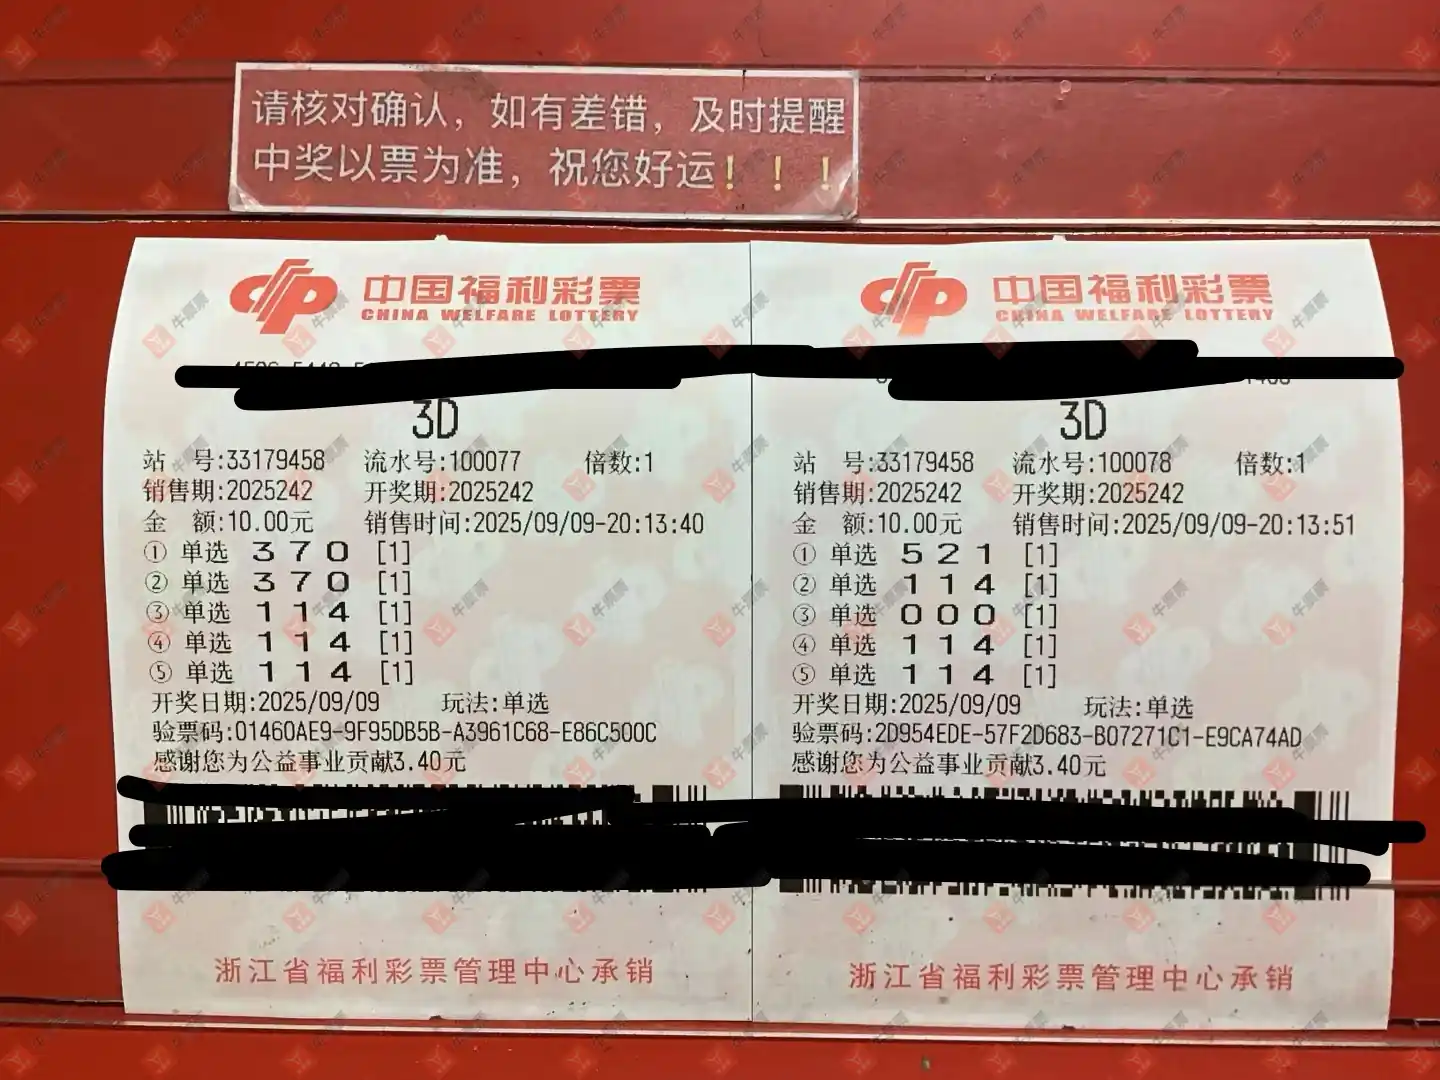 请核对确认，如有差错，及时提醒
中奖以票为准，祝您好运！！！
中国福利彩票
CHINA WELFARE LOTTERY
3D
站 号:33179458 流水号:100077 倍数:1
销售期:2025242 开奖期:2025242
金 额:10.00元 销售时间:2025/09/09-20:13:40
① 单选 3 7 0 [1]
② 单选 3 7 0 [1]
③ 单选 1 1 4 [1]
④ 单选 1 1 4 [1]
⑤ 单选 1 1 4 [1]
开奖日期:2025/09/09 玩法:单选
验票码:01460AE9-9F95DB5B-A3961C68-E86C500C
感谢您为公益事业贡献3.40元
浙江省福利彩票管理中心承销
中国福利彩票
CHINA WELFARE LOTTERY
3D
站 号:33179458 流水号:100078 倍数:1
销售期:2025242 开奖期:2025242
金 额:10.00元 销售时间:2025/09/09-20:13:51
① 单选 5 2 1 [1]
② 单选 1 1 4 [1]
③ 单选 0 0 0 [1]
④ 单选 1 1 4 [1]
⑤ 单选 1 1 4 [1]
开奖日期:2025/09/09 玩法:单选
验票码:2D954EDE-57F2D683-B07271C1-E9CA74AD
感谢您为公益事业贡献3.40元
浙江省福利彩票管理中心承销